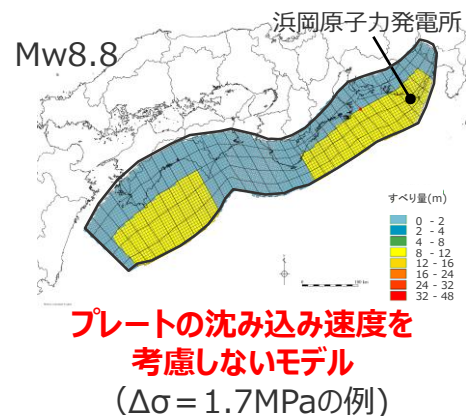 浜岡原子力発電所
Mw8.8
すべり量(m)
0 - 2
2 - 4
4 - 8
8 - 12
12 - 16
16 - 24
24 - 32
32 - 48
プレートの沈み込み速度を
考慮しないモデル
（Δσ＝1.7MPaの例)